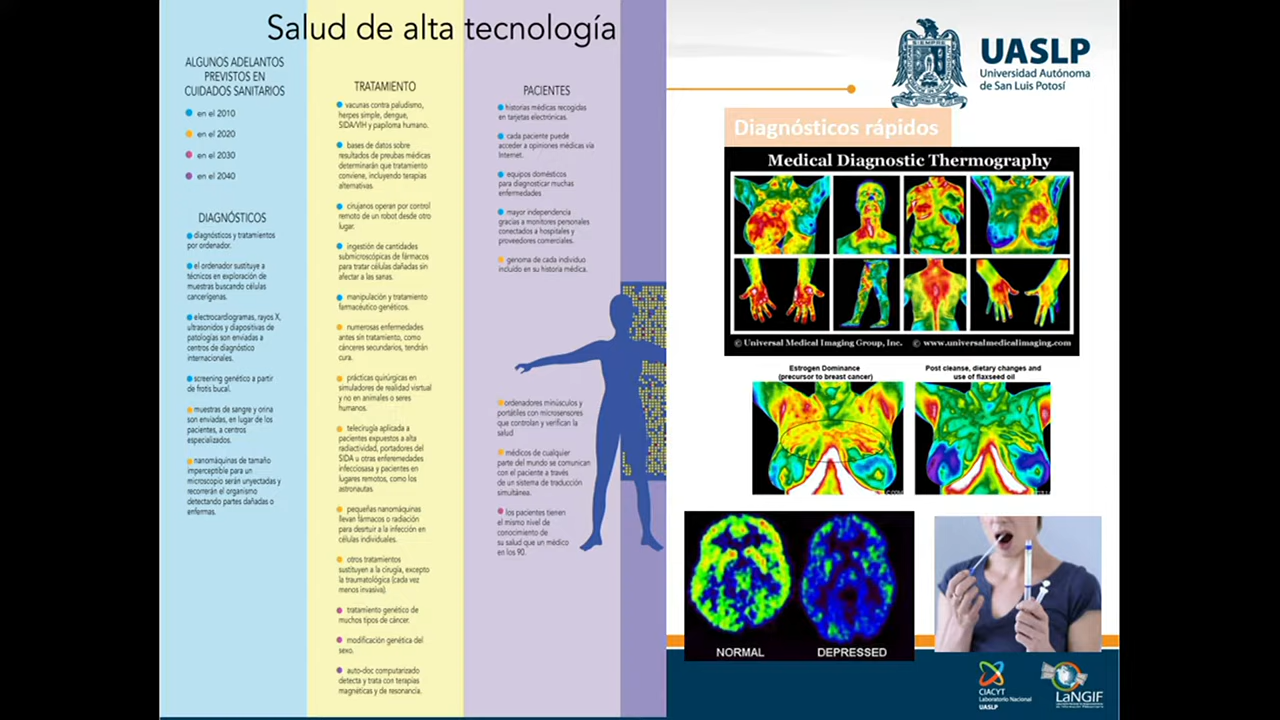 Salud de alta tecnología
ALGUNOS ADELANTOS
PREVISTOS EN
CUIDADOS SANITARIOS
en el 2010
en el 2020
en el 2030
en el 2040
DIAGNÓSTICOS
diagnósticos y tratamientos
por ordenador.
el ordenador sustituye a
técnicos en exploración de
muestras buscando células
cancerígenas.
electrocardiogramas, rayos X,
ultrasonidos y diapositivas de
patologías son enviadas a
centros de diagnóstico
internacionales.
screening genético a partir
de frotis bucal.
muestras de sangre y orina
son enviadas, en lugar de los
pacientes, a centros
especializados.
nanomáquinas de tamaño
imperceptible para un
microscopio serán unyectadas y
recorrerán el organismo
detectando partes dañadas o
enfermas.
TRATAMIENTO
vacunas contra paludismo,
herpes simple, dengue,
SIDA/VIH y papiloma humano.
bases de datos sobre
resultados de preubas médicas
determinarán que tratamiento
conviene, incluyendo terapias
alternativas.
cirujanos operan por control
remoto de un robot desde otro
lugar.
ingestión de cantidades
submicroscópicas de fármacos
para tratar células dañadas sin
afectar a las sanas.
manipulación y tratamiento
farmacéutico genéticos.
numerosas enfermedades
antes sin tratamiento, como
cánceres secundarios, tendrán
cura.
prácticas quirúrgicas en
simuladores de realidad visrtual
y no en animales o seres
humanos.
telecirugía aplicada a
pacientes expuestos a alta
radiactividad, portadores del
SIDA u otras enferemedades
infecciosasa y pacientes en
lugares remotos, como los
astronautas
pequeñas nanomáquinas
llevan fármacos o radiación
para desrtuir a la infección en
células individuales.
otros tratamientos
sustituyen a la cirugía, excepto
la traumatológica (cada vez
menos invasiva).
tratamiento genético de
muchos tipos de cáncer.
modificación genética del
sexo.
auto-doc computarizado
detecta y trata con terapias
magnéticas y de resonancia.
PACIENTES
historias médicas recogidas
en tarjetas electrónicas.
cada paciente puede
acceder a opiniones médicas vía
Internet.
equipos domésticos
para diagnosticar muchas
enfermedades
mayor independencia
gracias a monitores personales
conectados a hospitales y
proveedores comerciales.
genoma de cada individuo
incluido en su historia médica.
ordenadores minúsculos y
portátiles con microsensores
que controlan y verifican la
salud
médicos de cualquier
parte del mundo se comunican
con el paciente a través
de un sistema de traducción
simultánea.
los pacientes tienen
el mismo nivel de
conocimiento de
su salud que un médico
en los 90.
SIEMPRE
UASLP
Universidad Autónoma
de San Luis Potosí
Diagnósticos rápidos
Medical Diagnostic Thermography
© Universal Medical Imaging Group, Inc. © www.universalmedicalimaging.com
Estrogen Dominance
(precursor to breast cancer)
Post cleanse, dietary changes and
use of flaxseed oil
NORMAL
DEPRESSED
CIACYT
Laboratorio Nacional
UASLP
LaNGIF